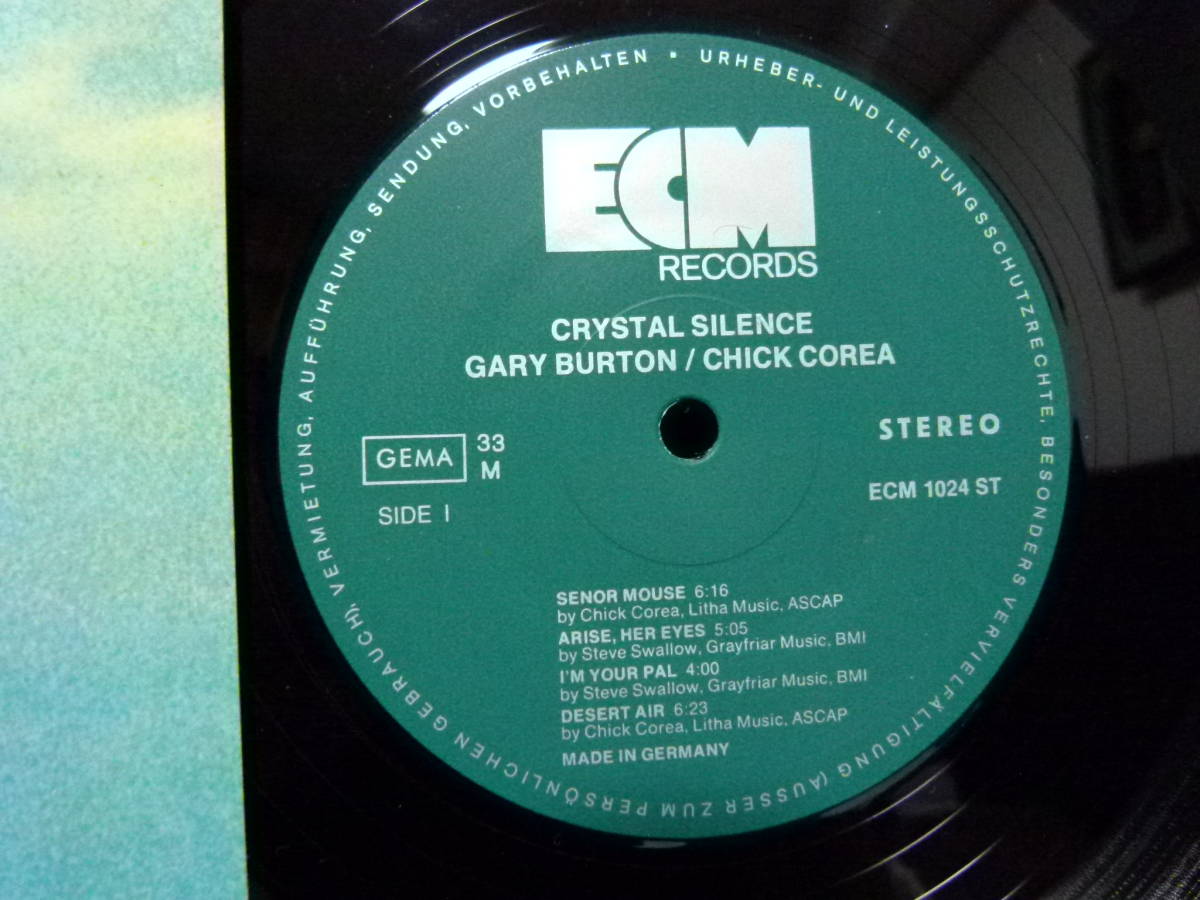 URHEBER- UND LEISTUNGSSCHUTZRECHTE, BESONDERS VERVIELFÄLTIGUNG (AUSSER ZUM PERSÖNLICHEN GEBRAUCH), VERMIETUNG, AUFFÜHRUNG, SENDUNG, VORBEHALTEN
ECM
RECORDS
CRYSTAL SILENCE
GARY BURTON / CHICK COREA
GEMA 33
M
STEREO
SIDE I
ECM 1024 ST
SENOR MOUSE 6:16
by Chick Corea, Litha Music, ASCAP
ARISE, HER EYES 5:05
by Steve Swallow, Grayfriar Music, BMI
I'M YOUR PAL 4:00
by Steve Swallow, Grayfriar Music, BMI
DESERT AIR 6:23
by Chick Corea, Litha Music, ASCAP
MADE IN GERMANY